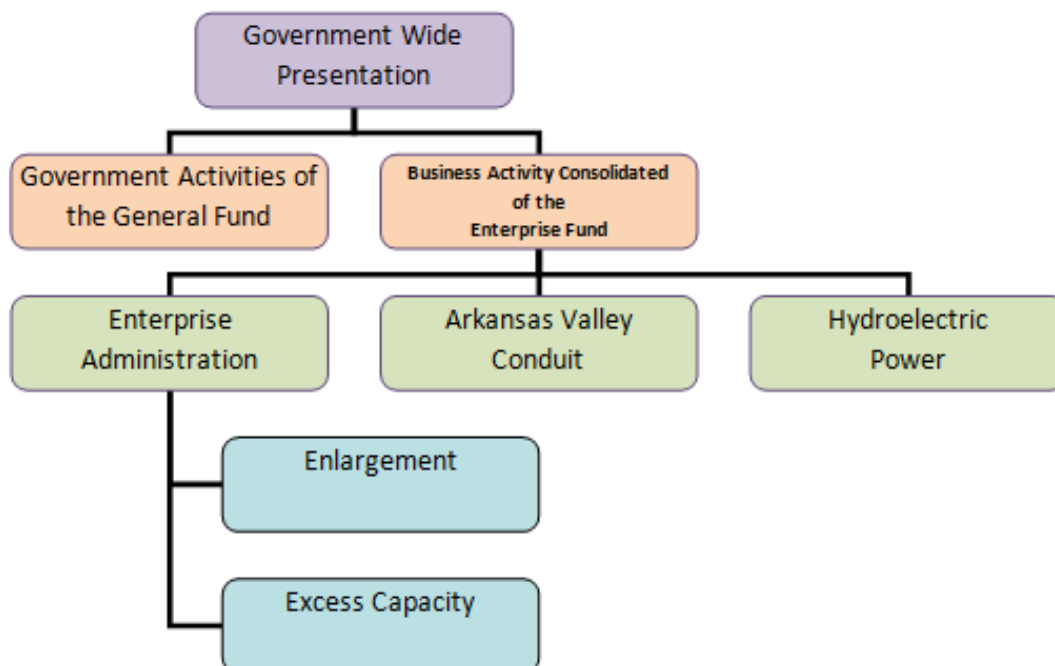 Government Wide
Presentation
Government Activities of
the General Fund
Business Activity Consolidated
of the
Enterprise Fund
Enterprise
Administration
Arkansas Valley
Conduit
Hydroelectric
Power
Enlargement
Excess Capacity